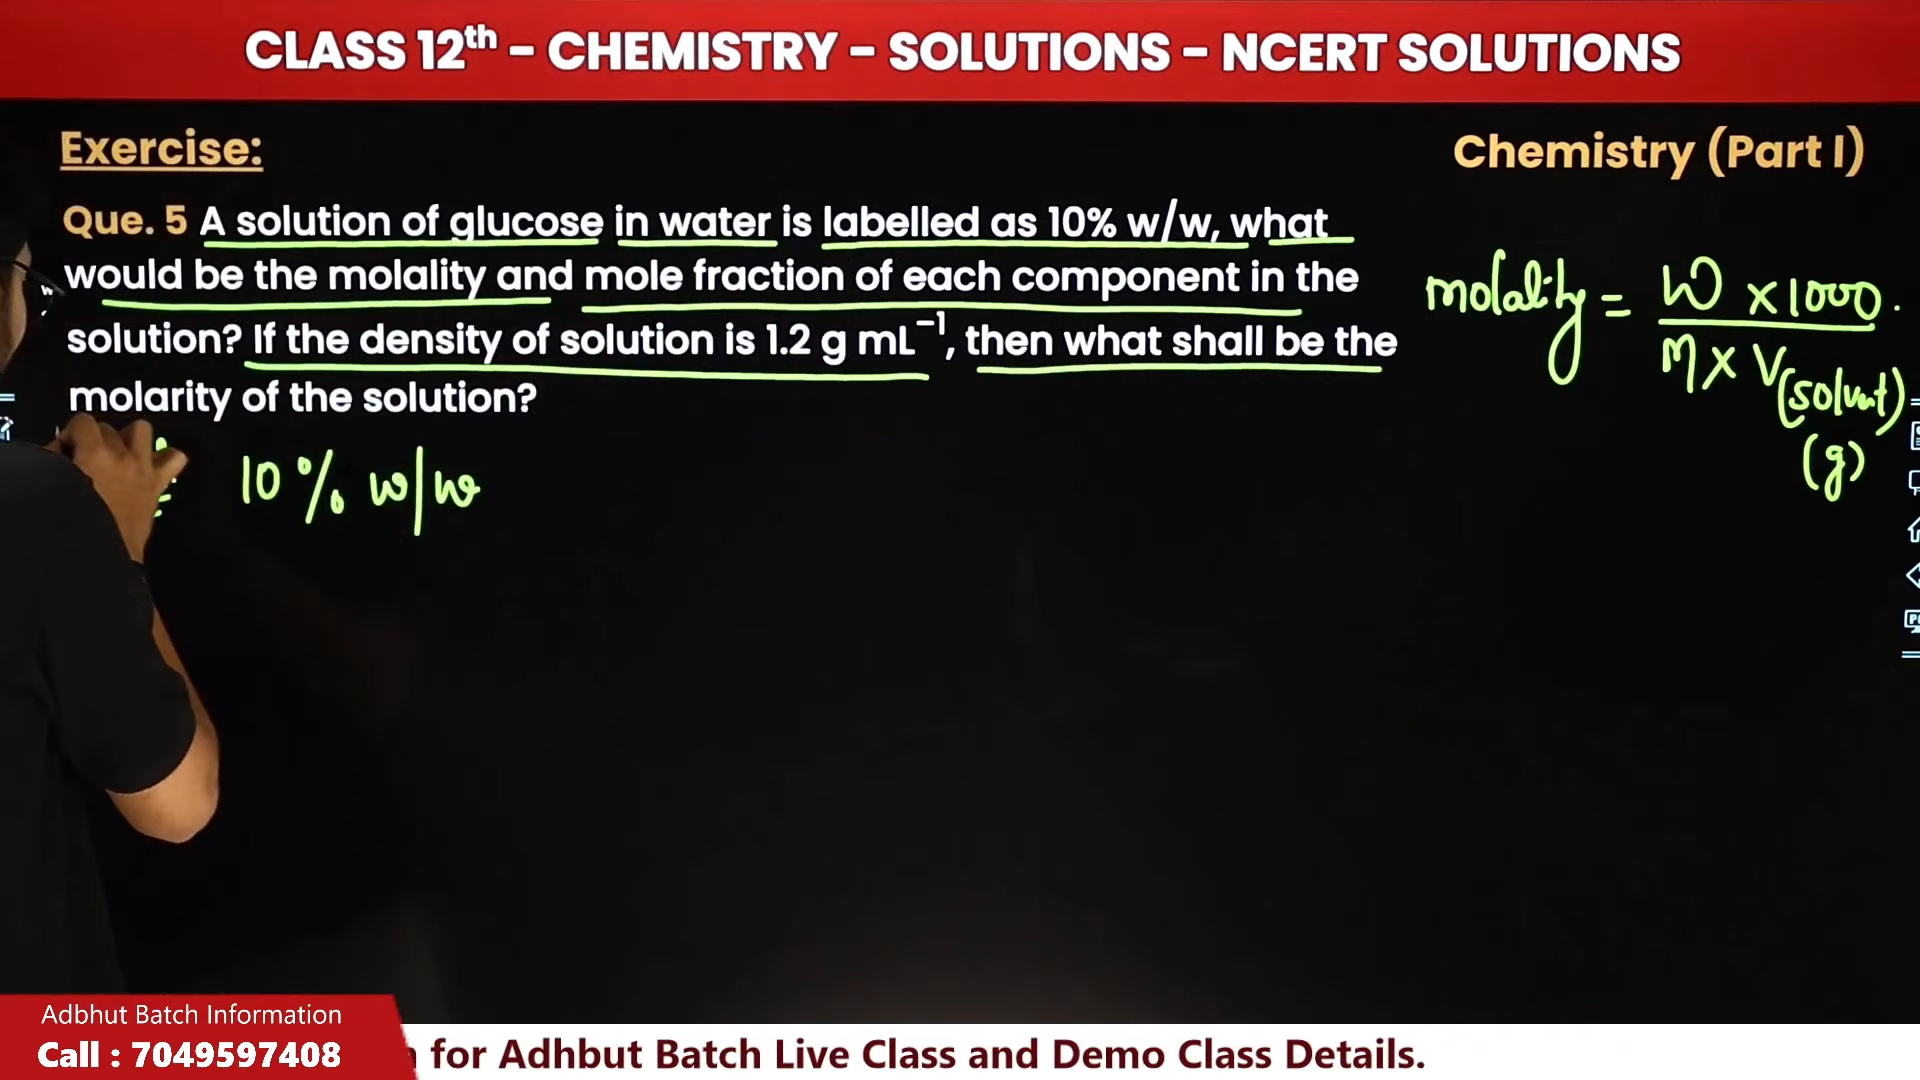 CLASS 12th – CHEMISTRY – SOLUTIONS – NCERT SOLUTIONS
Exercise:
Chemistry (Part I)
Que. 5 A solution of glucose in water is labelled as 10% w/w, what
would be the molality and mole fraction of each component in the
solution? If the density of solution is 1.2 g mL⁻¹, then what shall be the
molarity of the solution?
molality = W x 1000.
M x V(solvent)
(g)
10 % w/w
Adbhut Batch Information
Call : 7049597408
for Adhbut Batch Live Class and Demo Class Details.